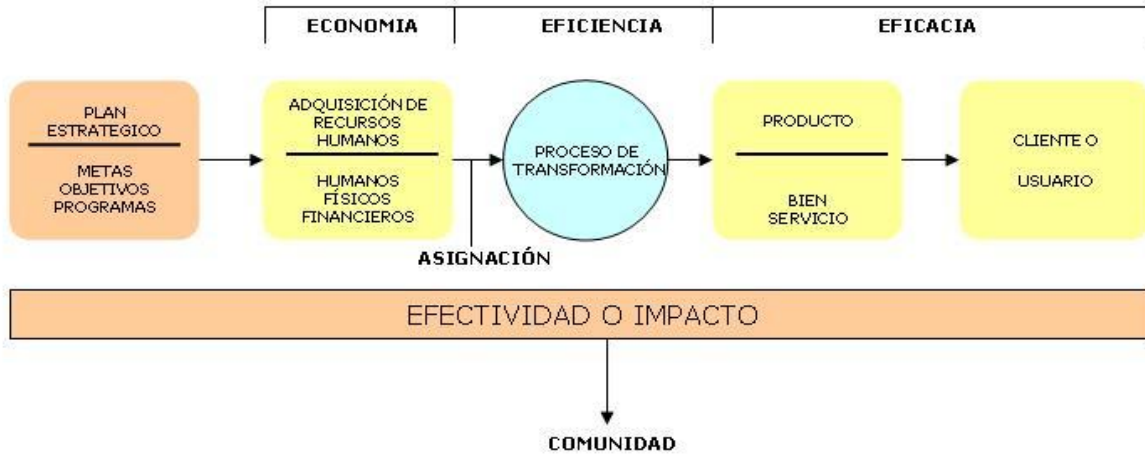 ECONOMIA
EFICIENCIA
EFICACIA
PLAN
ESTRATEGICO
METAS
OBJETIVOS
PROGRAMAS
ADQUISICIÓN DE
RECURSOS
HUMANOS
HUMANOS
FÍSICOS
FINANCIEROS
ASIGNACIÓN
PROCESO DE
TRANSFORMACIÓN
PRODUCTO
BIEN
SERVICIO
CLIENTE O
USUARIO
EFECTIVIDAD O IMPACTO
COMUNIDAD